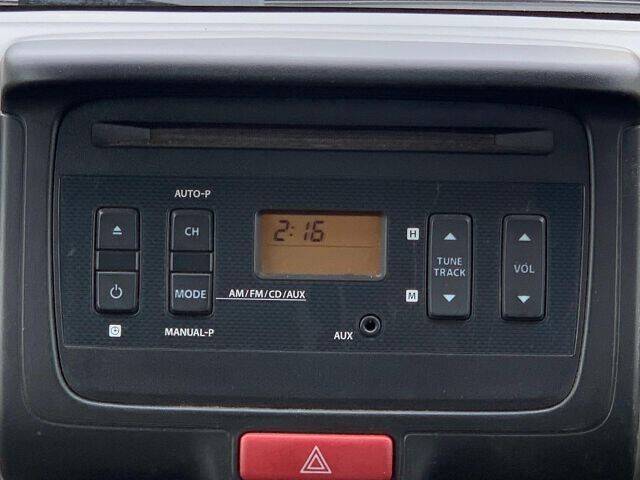 AUTO-P
CH
2:16
H
TUNE
TRACK
VOL
MODE
AM/FM/CD/AUX
M
MANUAL-P
AUX